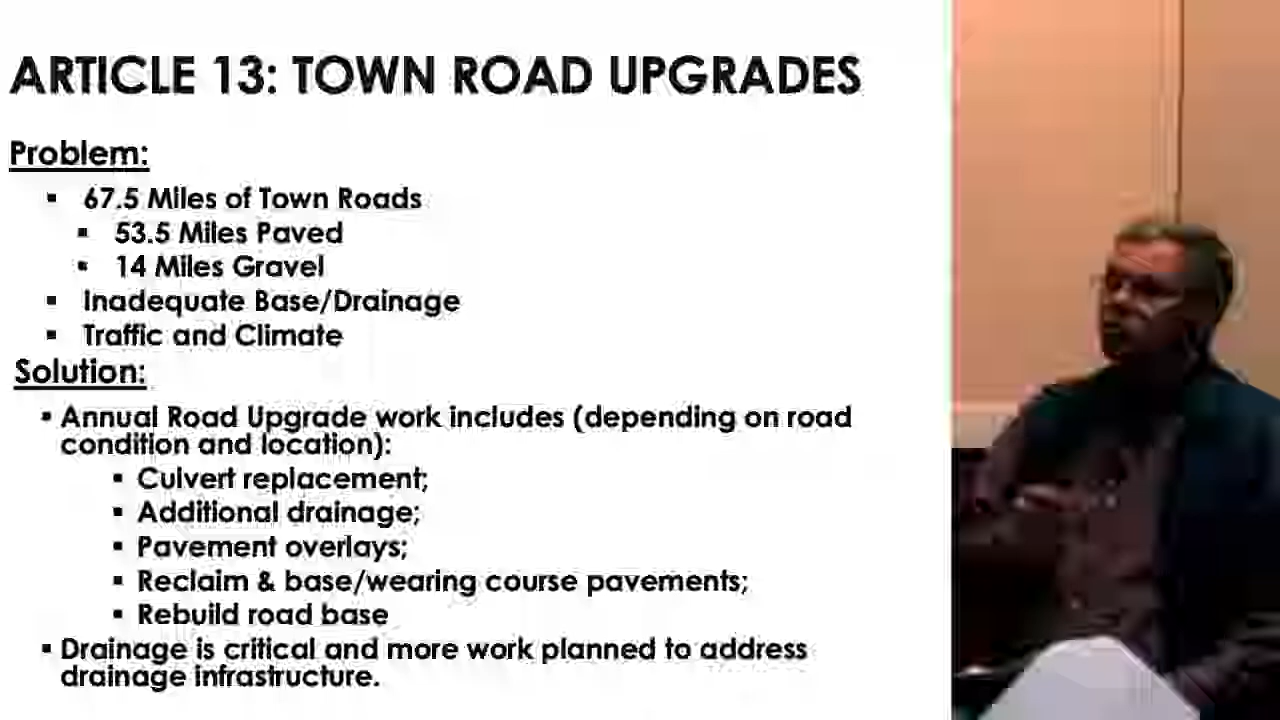 ARTICLE 13: TOWN ROAD UPGRADES
Problem:
▪ 67.5 Miles of Town Roads
▪ 53.5 Miles Paved
▪ 14 Miles Gravel
▪ Inadequate Base/Drainage
▪ Traffic and Climate
Solution:
▪ Annual Road Upgrade work includes (depending on road
condition and location):
▪ Culvert replacement;
▪ Additional drainage;
▪ Pavement overlays;
▪ Reclaim & base/wearing course pavements;
▪ Rebuild road base
▪ Drainage is critical and more work planned to address
drainage infrastructure.